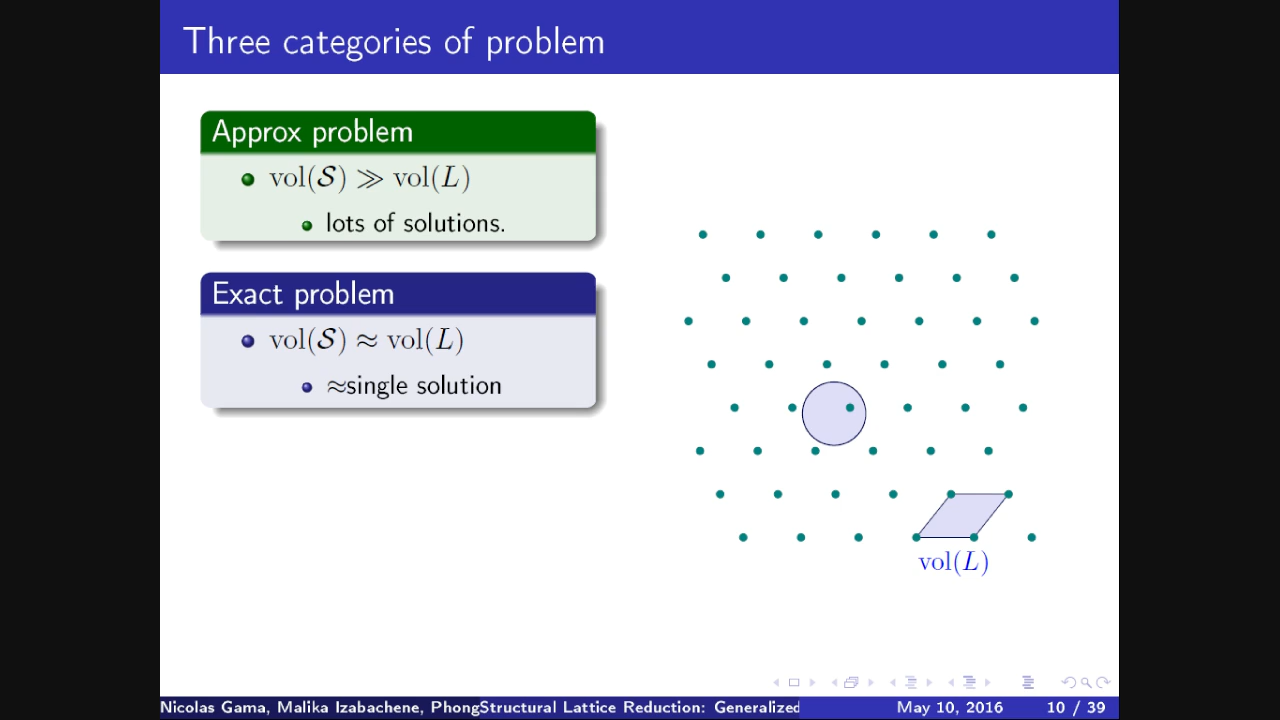 Three categories of problem
Approx problem
vol(𝒮) ≫ vol(L)
lots of solutions.
Exact problem
vol(𝒮) ≈ vol(L)
≈single solution
vol(L)
Nicolas Gama, Malika Izabachene, PhongStructural Lattice Reduction: Generalized May 10, 2016 10 / 39